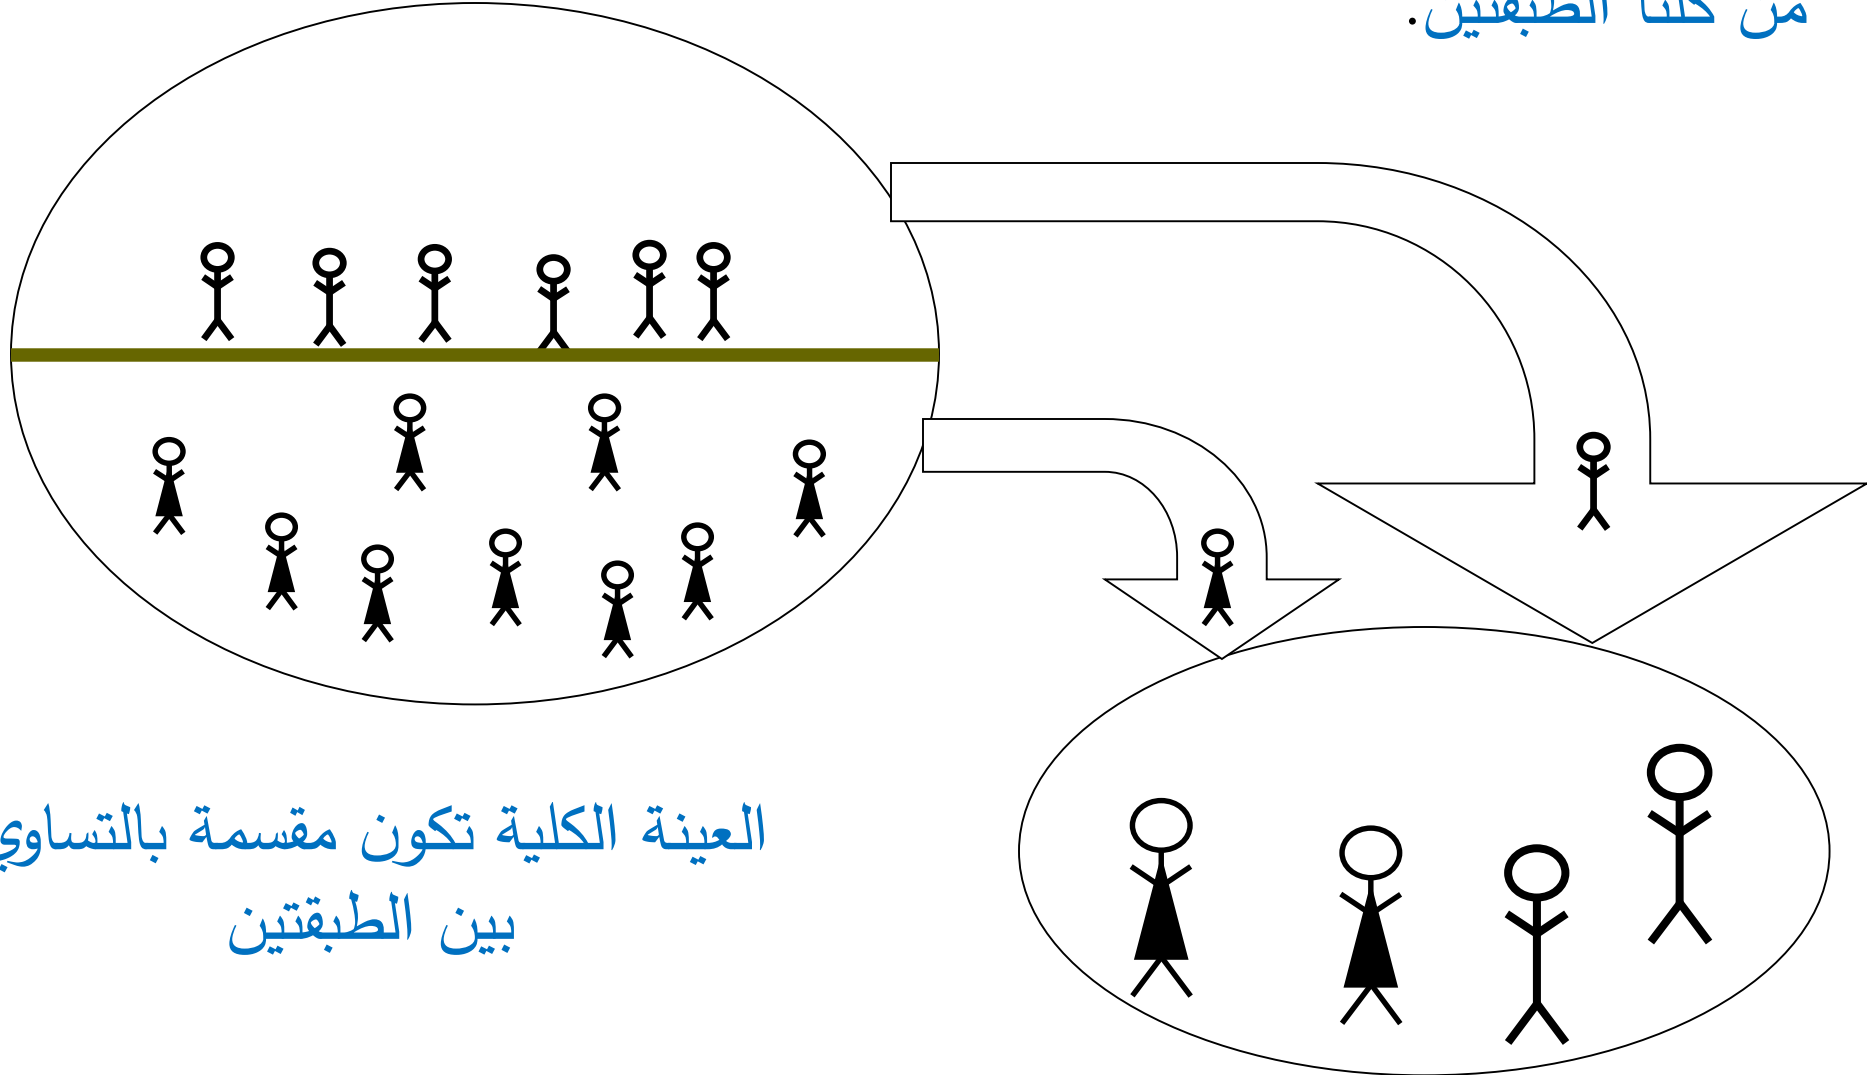 من كلتا الطبقتين.
العينة الكلية تكون مقسمة بالتساوي
بين الطبقتين